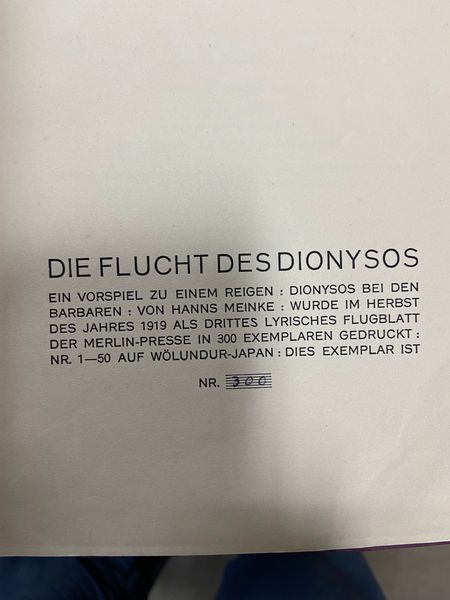 DIE FLUCHT DES DIONYSOS
EIN VORSPIEL ZU EINEM REIGEN : DIONYSOS BEI DEN
BARBAREN : VON HANNS MEINKE : WURDE IM HERBST
DES JAHRES 1919 ALS DRITTES LYRISCHES FLUGBLATT
DER MERLIN-PRESSE IN 300 EXEMPLAREN GEDRUCKT :
NR. 1—50 AUF WÖLUNDUR-JAPAN : DIES EXEMPLAR IST
NR. 300